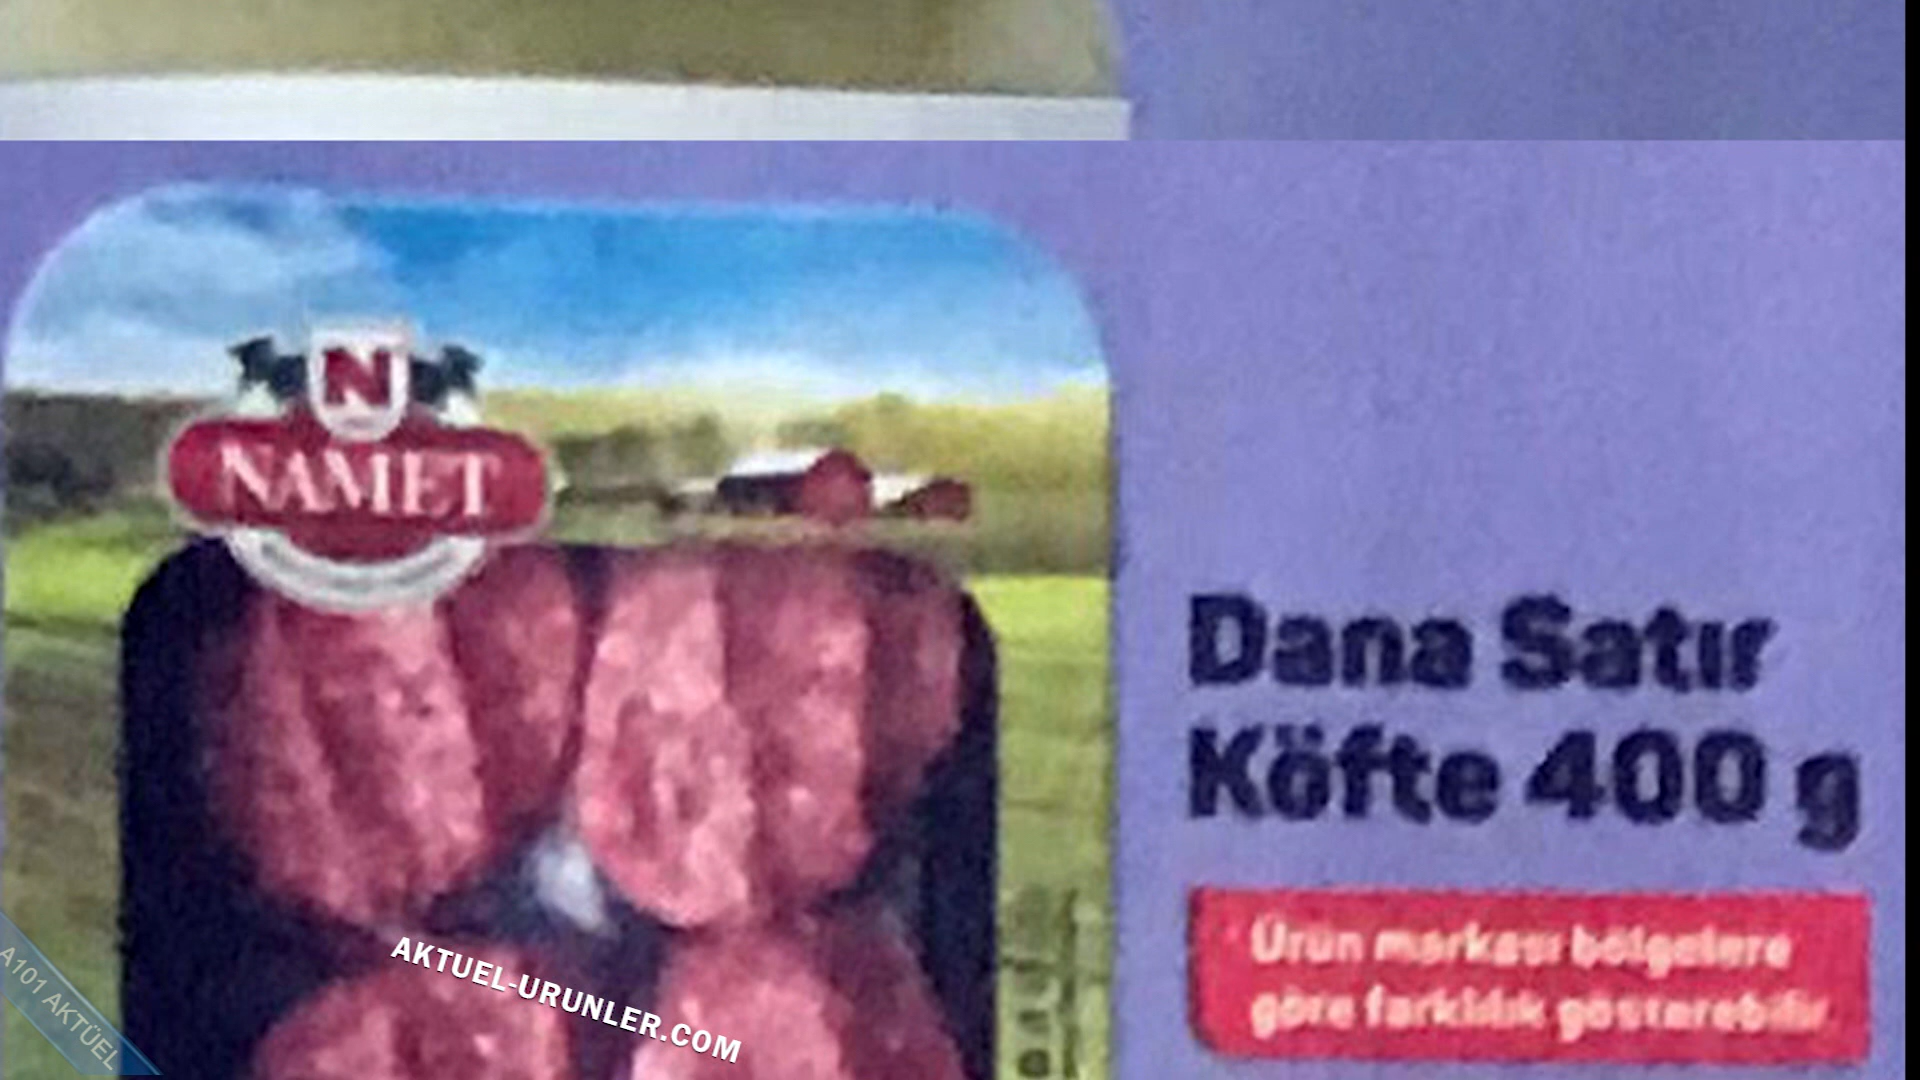 N
NAMET
Dana Satır
Köfte 400 g
Ürün markası bölgelere
göre farklılık gösterebilir.
AKTUEL-URUNLER.COM
A101 AKTÜEL